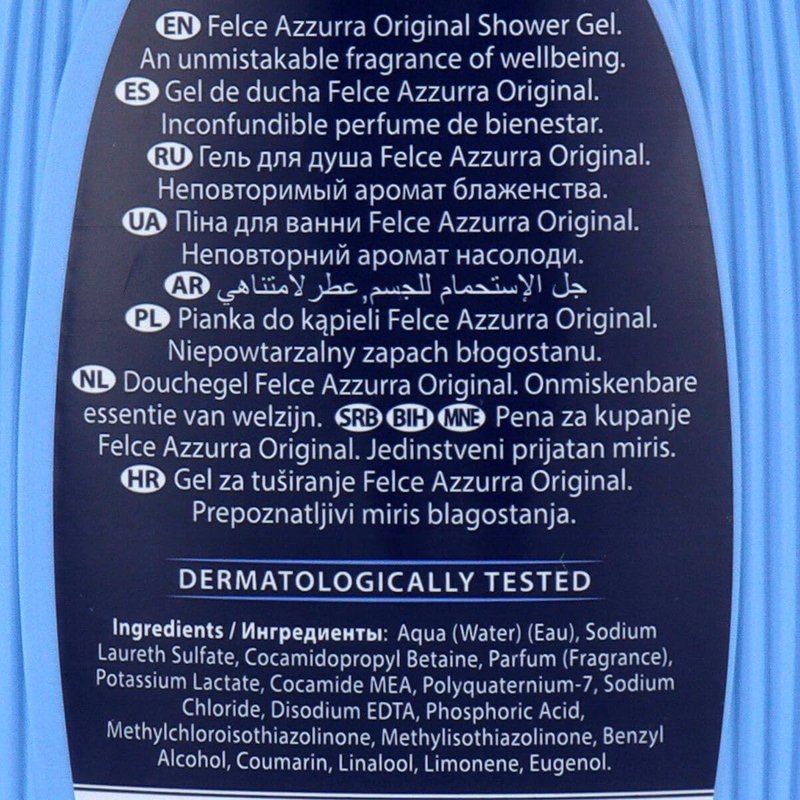 EN Felce Azzurra Original Shower Gel.
An unmistakable fragrance of wellbeing.
ES Gel de ducha Felce Azzurra Original.
Inconfundible perfume de bienestar.
RU Гель для душа Felce Azzurra Original.
Неповторимый аромат блаженства.
UA Піна для ванни Felce Azzurra Original.
Неповторний аромат насолоди.
AR جل الإستحمام للجسم,عطر لامتناهي
PL Pianka do kąpieli Felce Azzurra Original.
Niepowtarzalny zapach błogostanu.
NL Douchegel Felce Azzurra Original. Onmiskenbare
essentie van welzijn. SRB BIH MNE Pena za kupanje
Felce Azzurra Original. Jedinstveni prijatan miris.
HR Gel za tuširanje Felce Azzurra Original.
Prepoznatljivi miris blagostanja.
DERMATOLOGICALLY TESTED
Ingredients / Ингредиенты: Aqua (Water) (Eau), Sodium
Laureth Sulfate, Cocamidopropyl Betaine, Parfum (Fragrance),
Potassium Lactate, Cocamide MEA, Polyquaternium-7, Sodium
Chloride, Disodium EDTA, Phosphoric Acid,
Methylchloroisothiazolinone, Methylisothiazolinone, Benzyl
Alcohol, Coumarin, Linalool, Limonene, Eugenol.